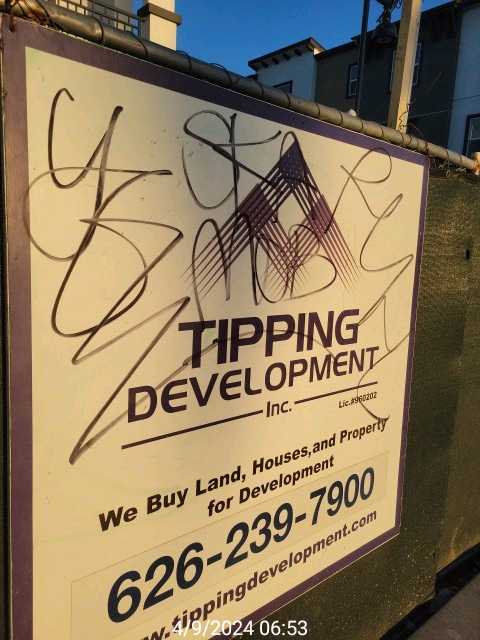 TIPPING
DEVELOPMENT
Inc.
Lic.#960202
We Buy Land, Houses, and Property
for Development
626-239-7900
w.tippingdevelopment.com
4/9/2024 06:53